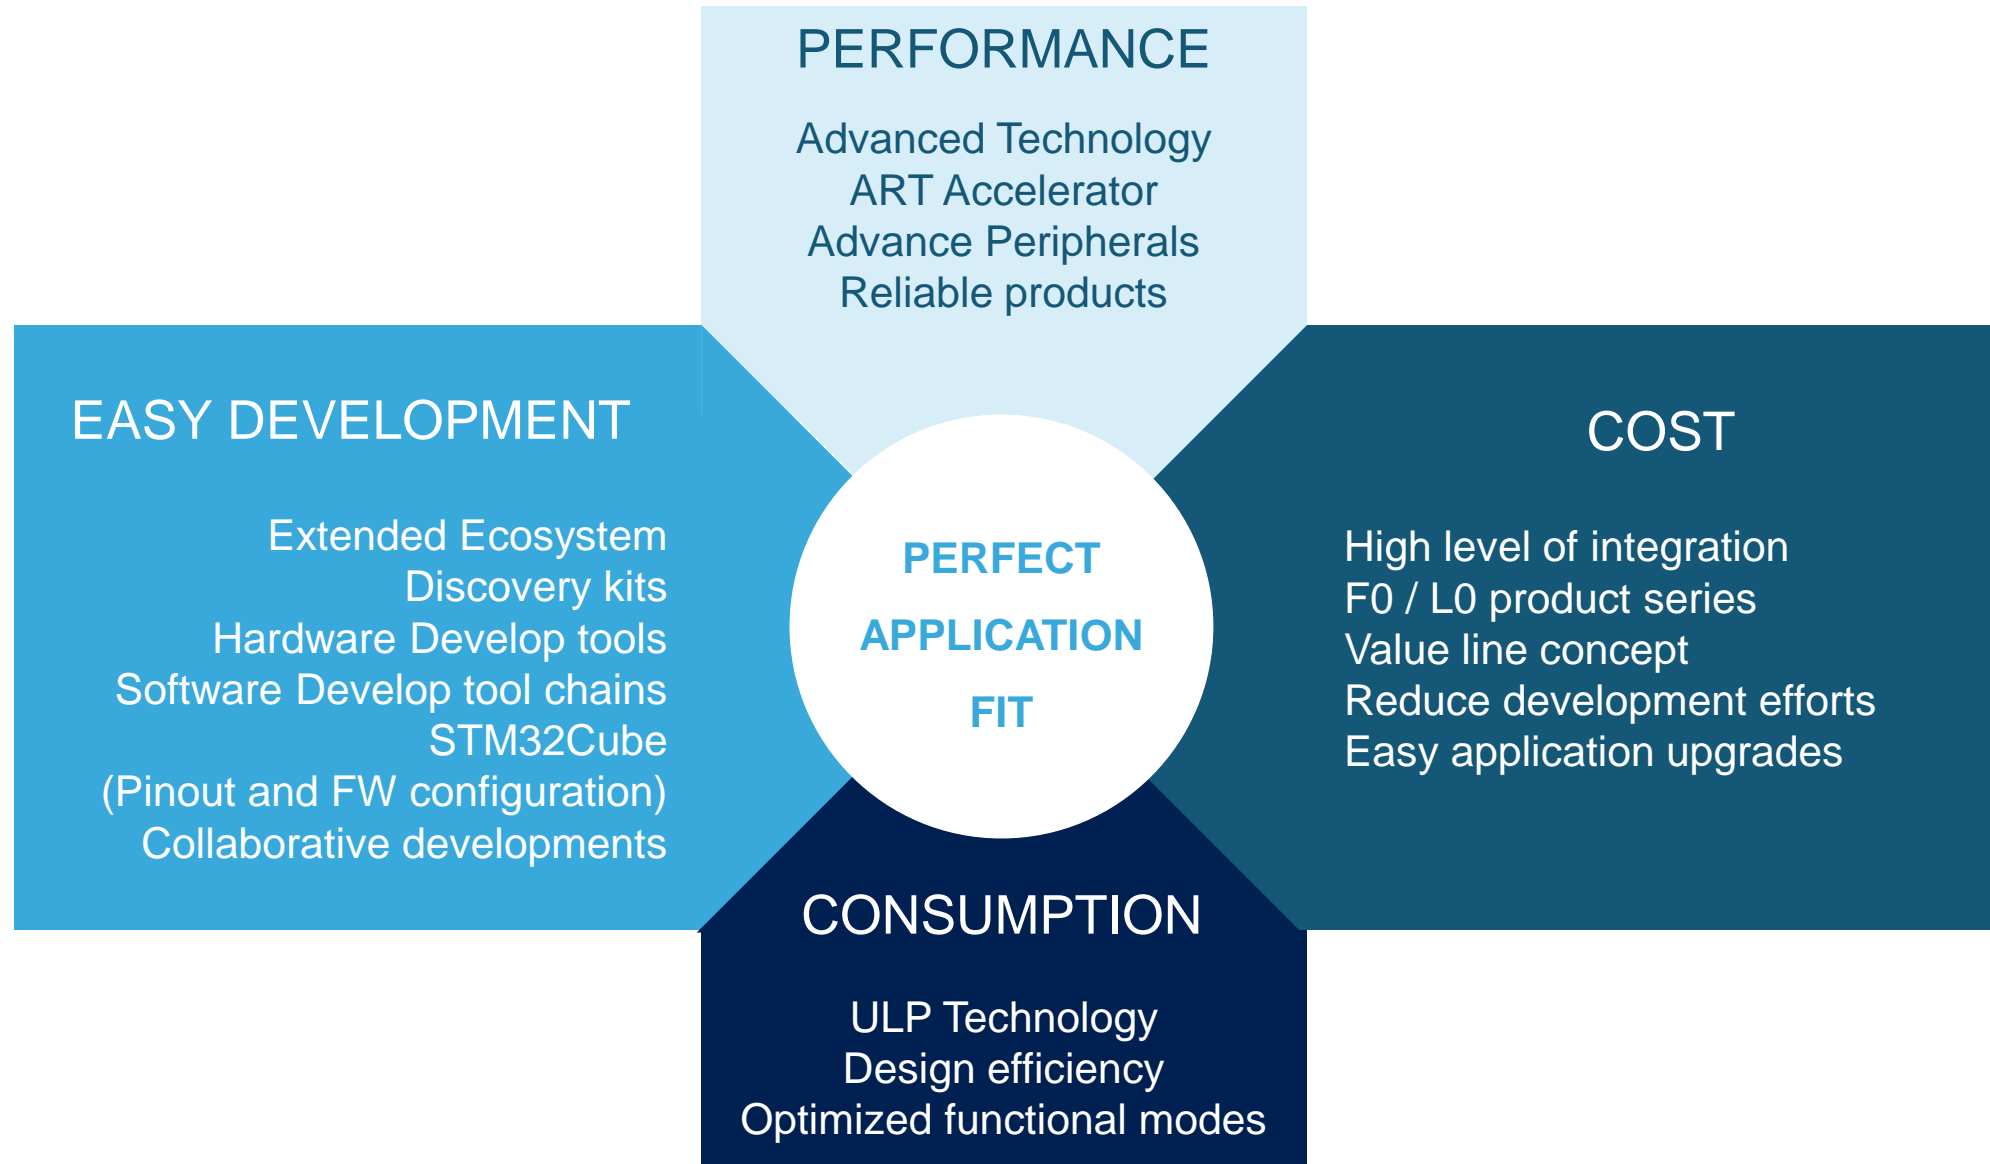 PERFORMANCE
Advanced Technology
ART Accelerator
Advance Peripherals
Reliable products
EASY DEVELOPMENT
Extended Ecosystem
Discovery kits
Hardware Develop tools
Software Develop tool chains
STM32Cube
(Pinout and FW configuration)
Collaborative developments
PERFECT
APPLICATION
FIT
COST
High level of integration
F0 / L0 product series
Value line concept
Reduce development efforts
Easy application upgrades
CONSUMPTION
ULP Technology
Design efficiency
Optimized functional modes